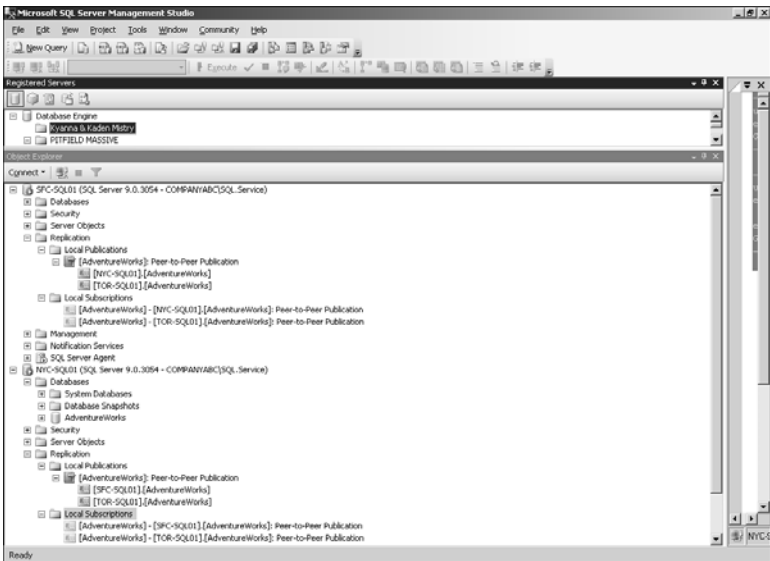 Microsoft SQL Server Management Studio
File Edit View Project Tools Window Community Help
New Query
Execute
Registered Servers
Database Engine
Kyanna & Kaden Mistry
PITFIELD MASSIVE
Object Explorer
Connect
SFC-SQL01 (SQL Server 9.0.3054 - COMPANYABC\SQL.Service)
Databases
Security
Server Objects
Replication
Local Publications
[AdventureWorks]: Peer-to-Peer Publication
[NYC-SQL01].[AdventureWorks]
[TOR-SQL01].[AdventureWorks]
Local Subscriptions
[AdventureWorks] - [NYC-SQL01].[AdventureWorks]: Peer-to-Peer Publication
[AdventureWorks] - [TOR-SQL01].[AdventureWorks]: Peer-to-Peer Publication
Management
Notification Services
SQL Server Agent
NYC-SQL01 (SQL Server 9.0.3054 - COMPANYABC\SQL.Service)
Databases
System Databases
Database Snapshots
AdventureWorks
Security
Server Objects
Replication
Local Publications
[AdventureWorks]: Peer-to-Peer Publication
[SFC-SQL01].[AdventureWorks]
[TOR-SQL01].[AdventureWorks]
Local Subscriptions
[AdventureWorks] - [SFC-SQL01].[AdventureWorks]: Peer-to-Peer Publication
[AdventureWorks] - [TOR-SQL01].[AdventureWorks]: Peer-to-Peer Publication
NYC-S
Ready